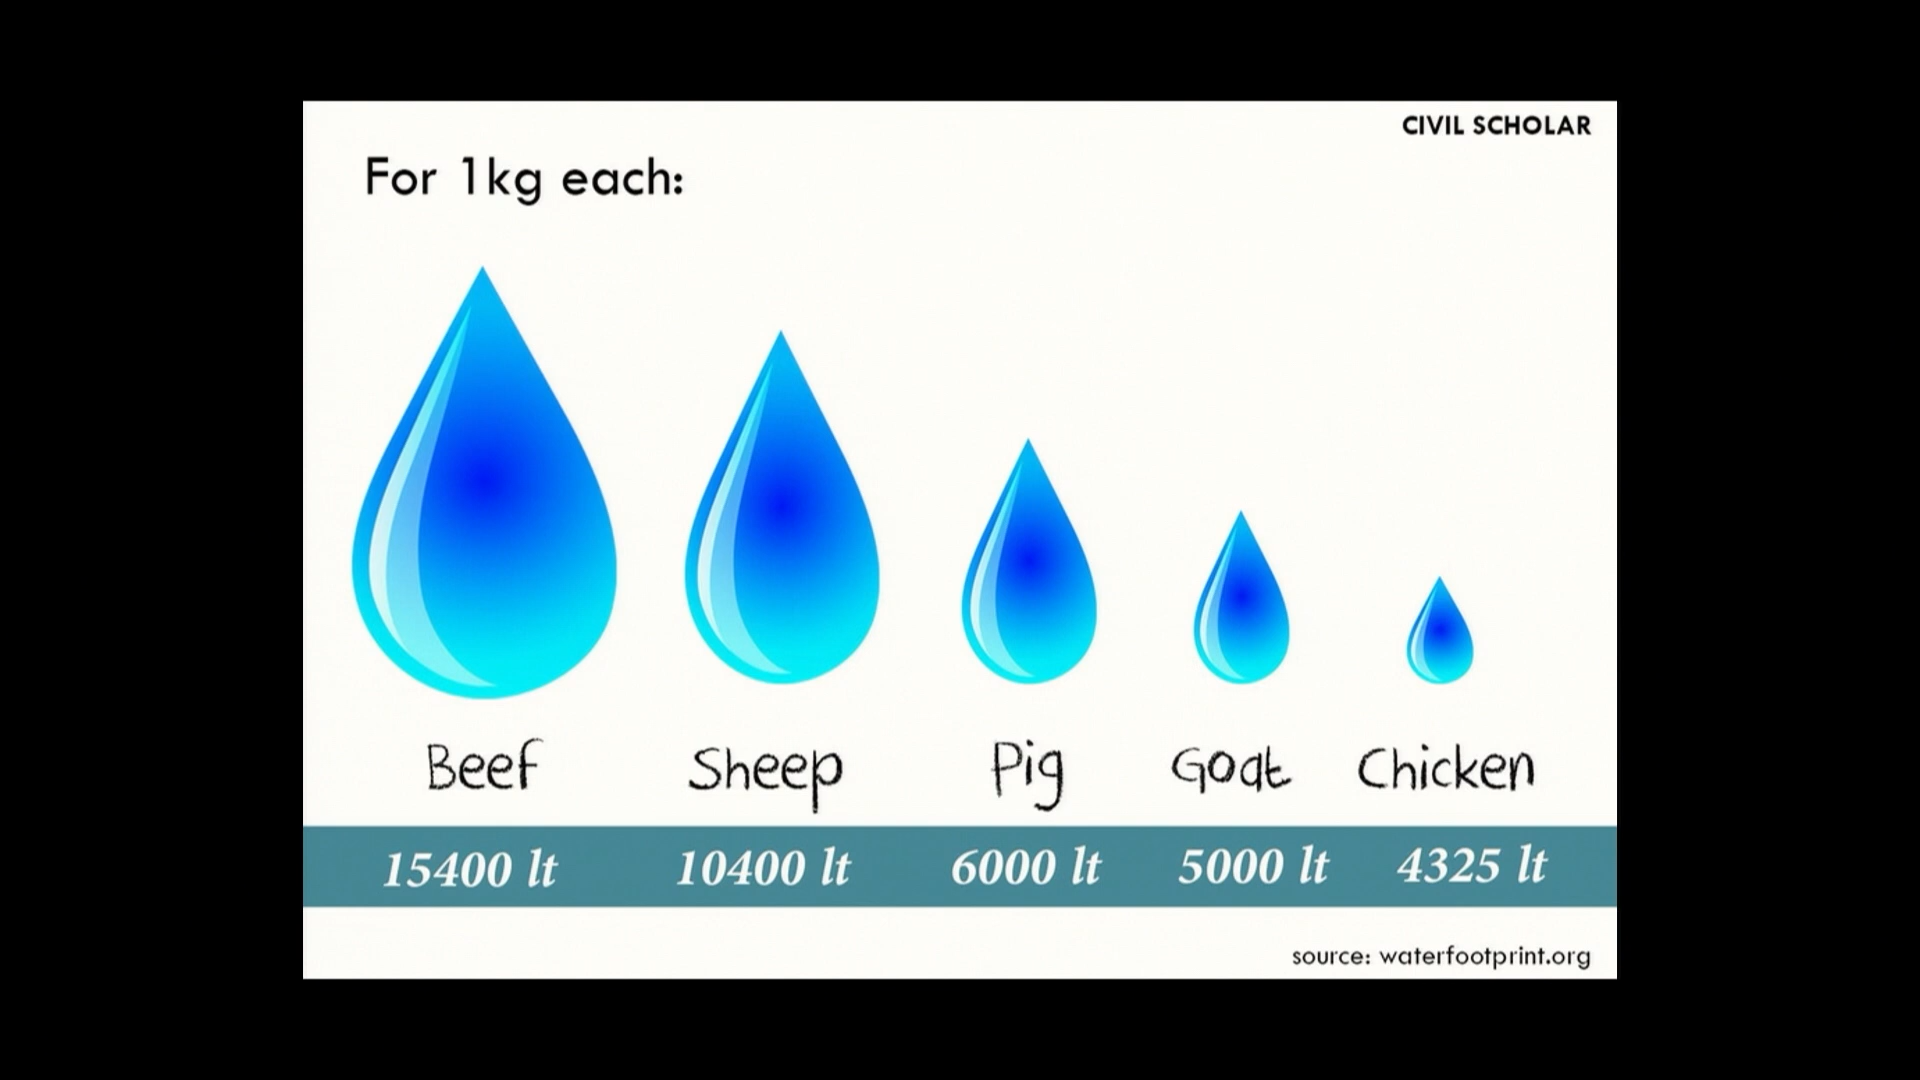 CIVIL SCHOLAR
For 1kg each:
Beef Sheep Pig Goat Chicken
15400 lt 10400 lt 6000 lt 5000 lt 4325 lt
source: waterfootprint.org